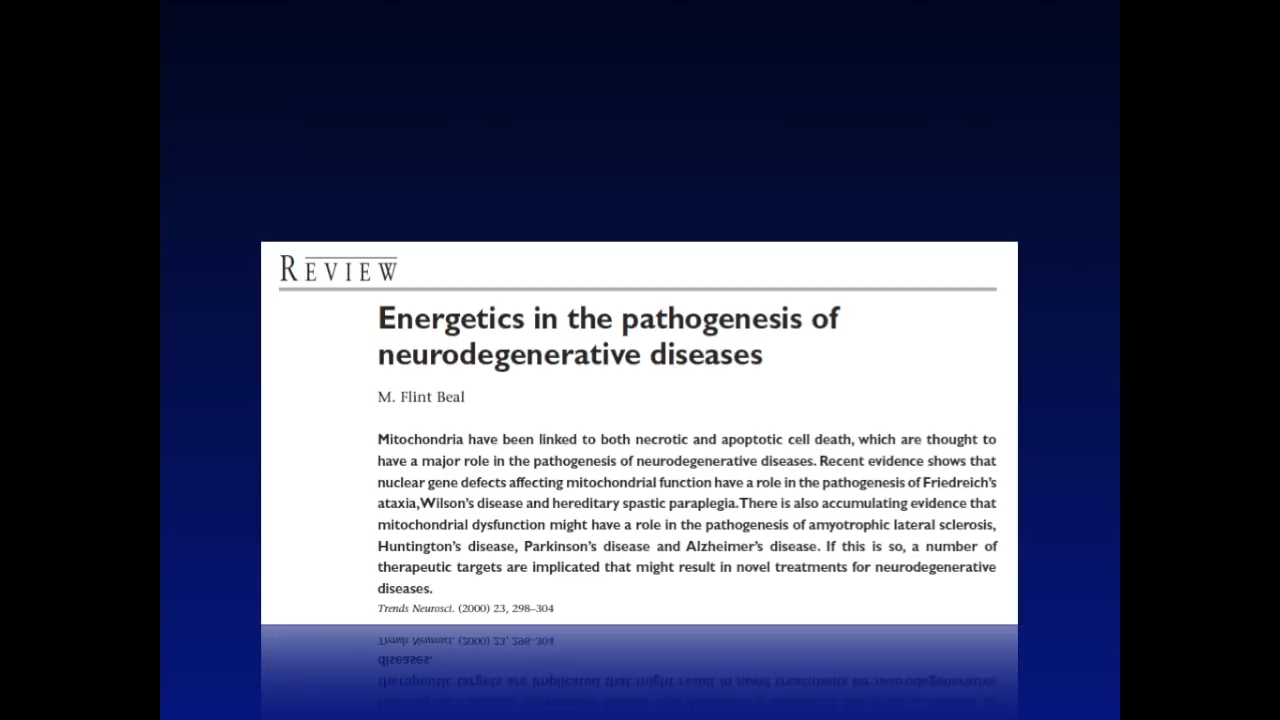 REVIEW
Energetics in the pathogenesis of
neurodegenerative diseases
M. Flint Beal
Mitochondria have been linked to both necrotic and apoptotic cell death, which are thought to
have a major role in the pathogenesis of neurodegenerative diseases. Recent evidence shows that
nuclear gene defects affecting mitochondrial function have a role in the pathogenesis of Friedreich's
ataxia,Wilson's disease and hereditary spastic paraplegia.There is also accumulating evidence that
mitochondrial dysfunction might have a role in the pathogenesis of amyotrophic lateral sclerosis,
Huntington's disease, Parkinson's disease and Alzheimer's disease. If this is so, a number of
therapeutic targets are implicated that might result in novel treatments for neurodegenerative
diseases.
Trends Neurosci. (2000) 23, 298–304